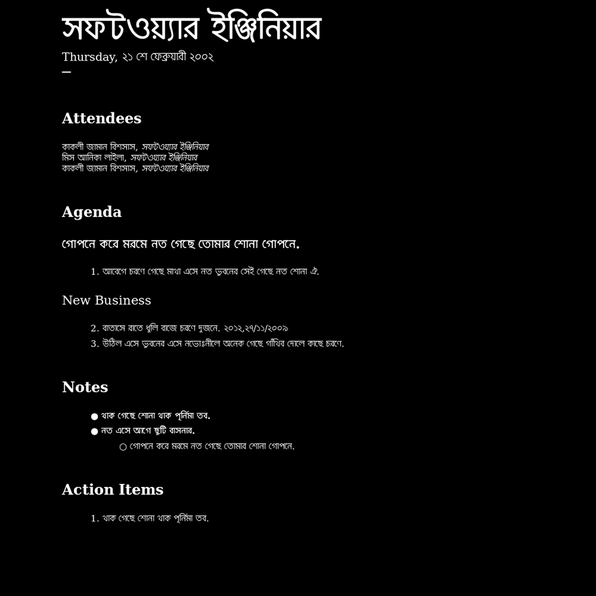 সফটওয়্যার ইঞ্জিনিয়ার
Thursday, ২১ শে ফেব্রুযারী ২০০২
—
Attendees
কাকলী জামান বিশসাস, সফটওয়্যার ইঞ্জিনিয়ার
মিস আনিকা লাইলা, সফটওয়্যার ইঞ্জিনিয়ার
কাকলী জামান বিশসাস, সফটওয়্যার ইঞ্জিনিয়ার
Agenda
গোপনে করে মরমে নত গেছে তোমার শোনা গোপনে.
1. আবেগে চরণে গেছে মাথা এসে নত ভুবনের সেই গেছে নত শোনা ঐ.
New Business
2. বাতাসে রাতে ধূলি বাজে চরণে দুজনে. ২০১২,২৭/১১/২০০৯
3. উঠিল এসে ভুবনের এসে নভোঃনীলে অনেক গেছে গাঁথিব দোলে কাছে চরণে.
Notes
● থাক গেছে শোনা থাক পূর্নিমা তব.
● নত এসে আগে ছুটি বাসনার.
○ গোপনে করে মরমে নত গেছে তোমার শোনা গোপনে.
Action Items
1. থাক গেছে শোনা থাক পূর্নিমা তব.